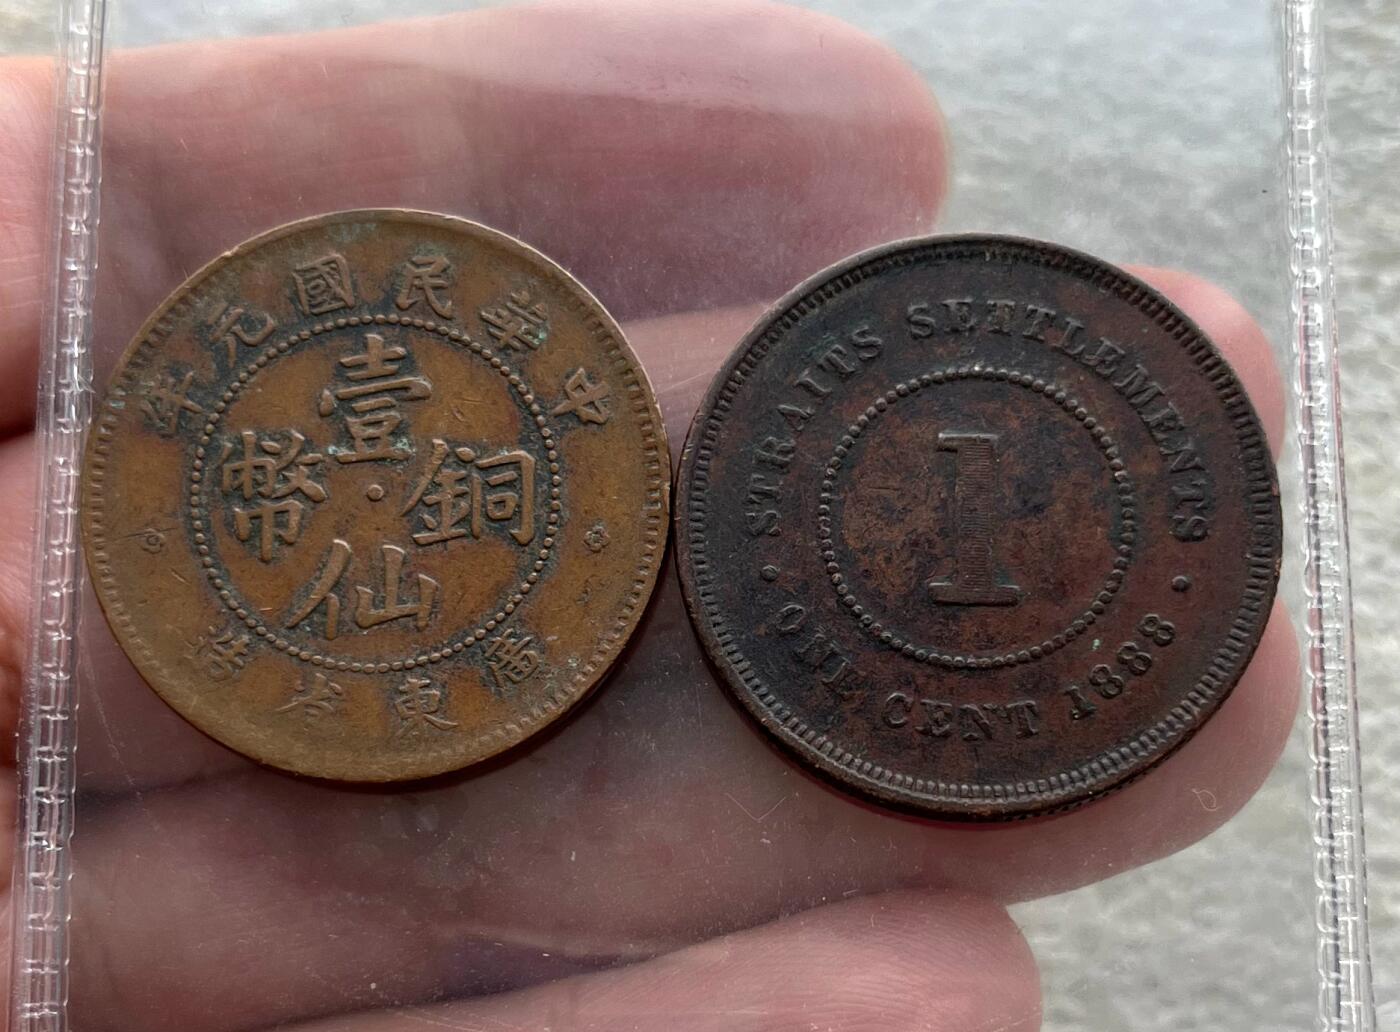 中華民國元年
壹
銅幣
仙
廣東省造
STRAITS SETTLEMENTS
1
ONE CENT 1888